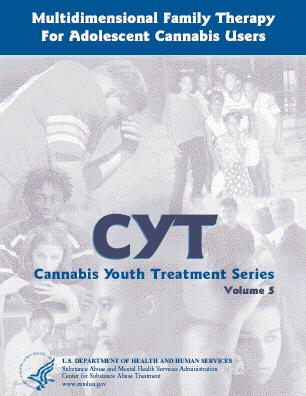 Multidimensional Family Therapy
For Adolescent Cannabis Users
CYT
Cannabis Youth Treatment Series
Volume 5
U.S. DEPARTMENT OF HEALTH AND HUMAN SERVICES
Substance Abuse and Mental Health Services Administration
Center for Substance Abuse Treatment
www.samhsa.gov